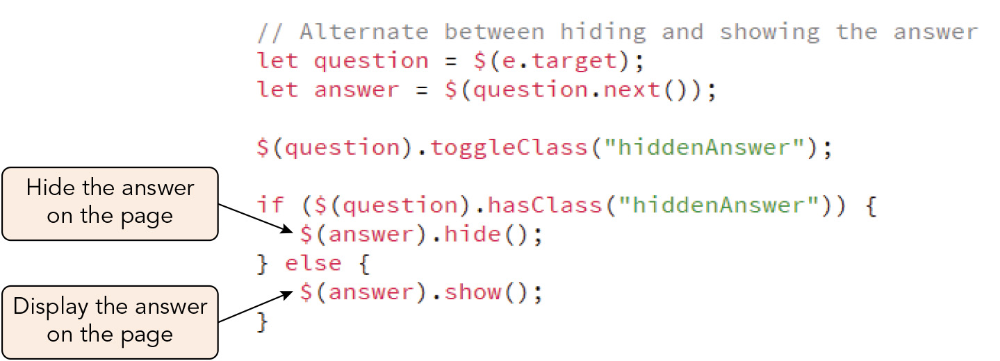 // Alternate between hiding and showing the answer
let question = $(e.target);
let answer = $(question.next());
$(question).toggleClass("hiddenAnswer");
Hide the answer
on the page
if ($(question).hasClass("hiddenAnswer")) {
$(answer).hide();
} else {
Display the answer
on the page
$(answer).show();
}